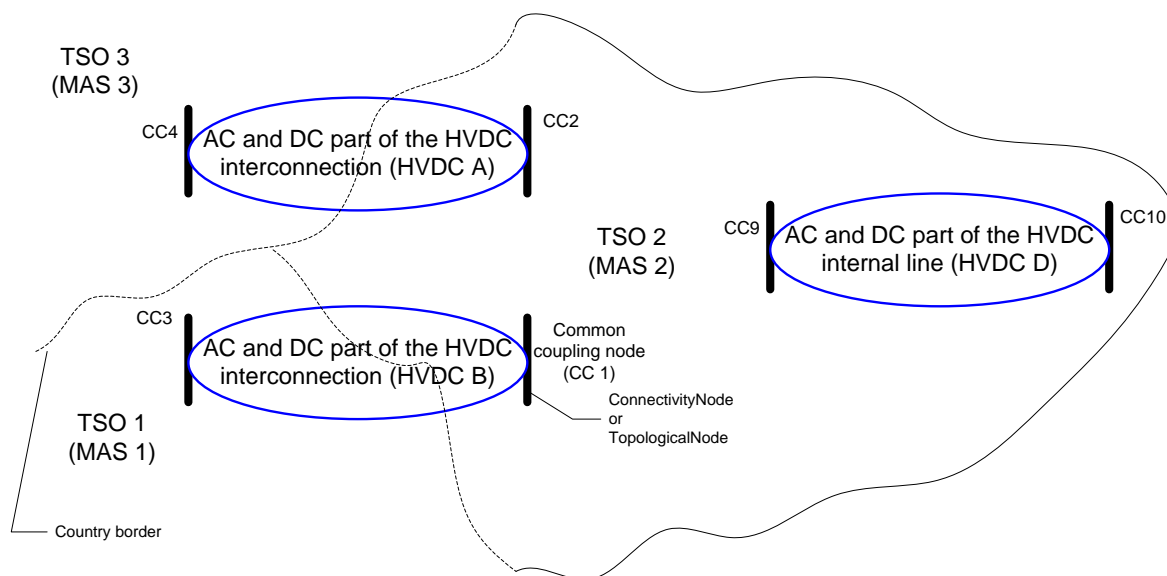 TSO 3
(MAS 3)
CC4
AC and DC part of the HVDC
interconnection (HVDC A)
CC2
TSO 2
(MAS 2)
CC9
AC and DC part of the HVDC
internal line (HVDC D)
CC10
CC3
AC and DC part of the HVDC
interconnection (HVDC B)
Common
coupling node
(CC 1)
ConnectivityNode
or
TopologicalNode
TSO 1
(MAS 1)
Country border